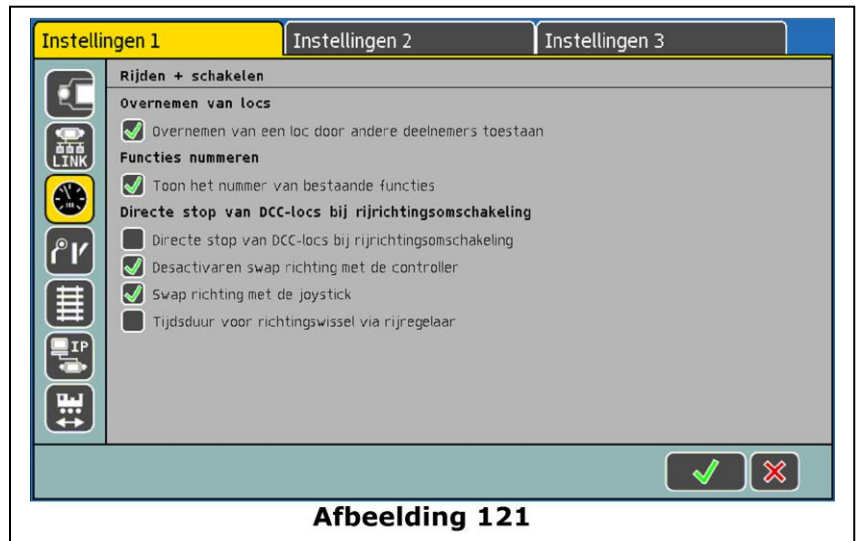 Instellingen 1
Instellingen 2
Instellingen 3
Rijden + schakelen
Overnemen van locs
Overnemen van een loc door andere deelnemers toestaan
LINK
Functies nummeren
Toon het nummer van bestaande functies
Directe stop van DCC-locs bij rijrichtingsomschakeling
Directe stop van DCC-locs bij rijrichtingsomschakeling
Desactivaren swap richting met de controller
Swap richting met de joystick
Tijdsduur voor richtingswissel via rijregelaar
IP
Afbeelding 121